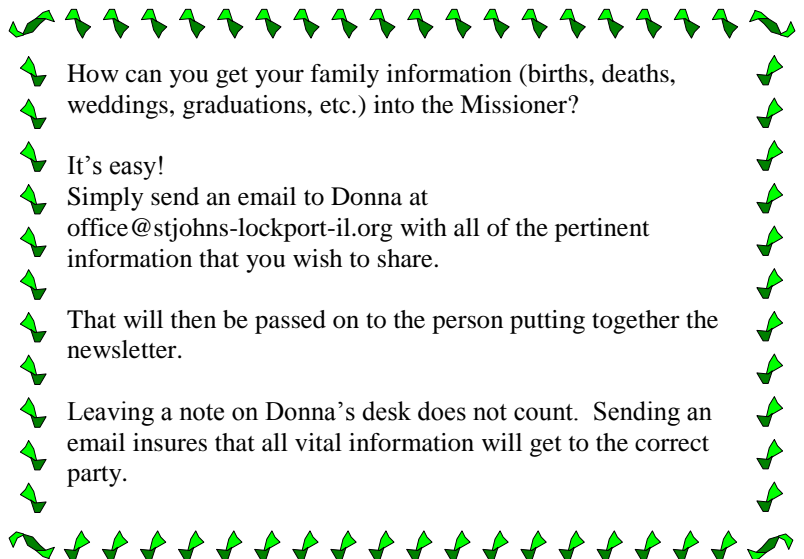 How can you get your family information (births, deaths,
weddings, graduations, etc.) into the Missioner?
It’s easy!
Simply send an email to Donna at
office@stjohns-lockport-il.org with all of the pertinent
information that you wish to share.
That will then be passed on to the person putting together the
newsletter.
Leaving a note on Donna’s desk does not count.  Sending an
email insures that all vital information will get to the correct
party.